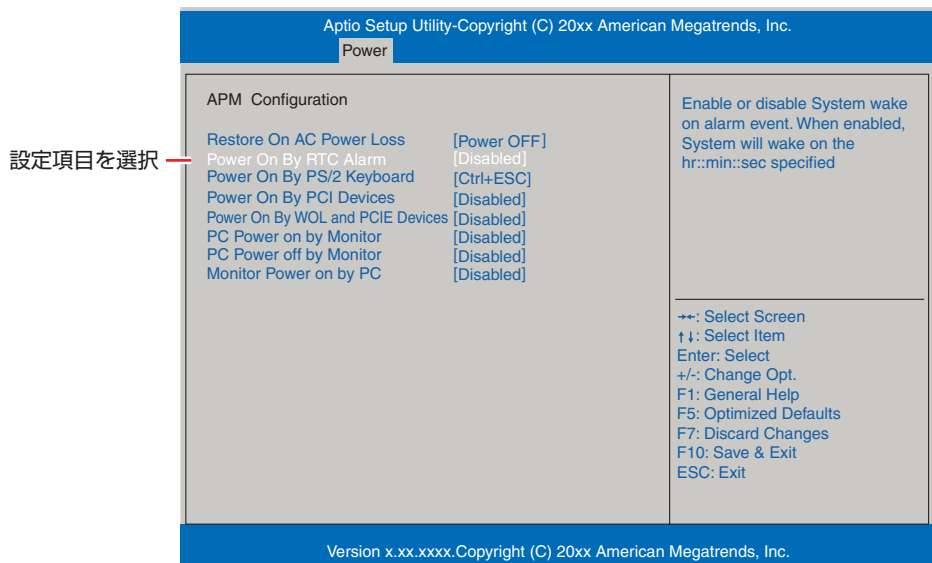 Aptio Setup Utility-Copyright (C) 20xx American Megatrends, Inc.
Power
APM Configuration
Restore On AC Power Loss [Power OFF]
設定項目を選択
Power On By RTC Alarm [Disabled]
Power On By PS/2 Keyboard [Ctrl+ESC]
Power On By PCI Devices [Disabled]
Power On By WOL and PCIE Devices [Disabled]
PC Power on by Monitor [Disabled]
PC Power off by Monitor [Disabled]
Monitor Power on by PC [Disabled]
Enable or disable System wake
on alarm event. When enabled,
System will wake on the
hr::min::sec specified
→←: Select Screen
↑↓: Select Item
Enter: Select
+/-: Change Opt.
F1: General Help
F5: Optimized Defaults
F7: Discard Changes
F10: Save & Exit
ESC: Exit
Version x.xx.xxxx.Copyright (C) 20xx American Megatrends, Inc.